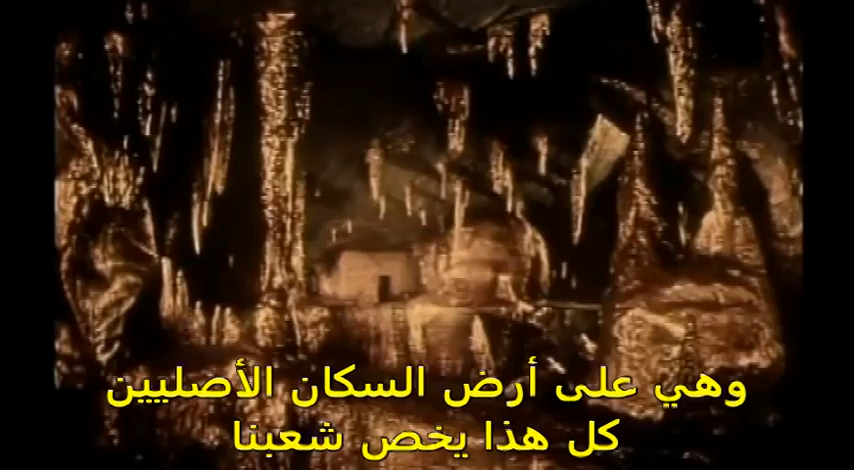 وهي على أرض السكان الأصليين
كل هذا يخص شعبنا